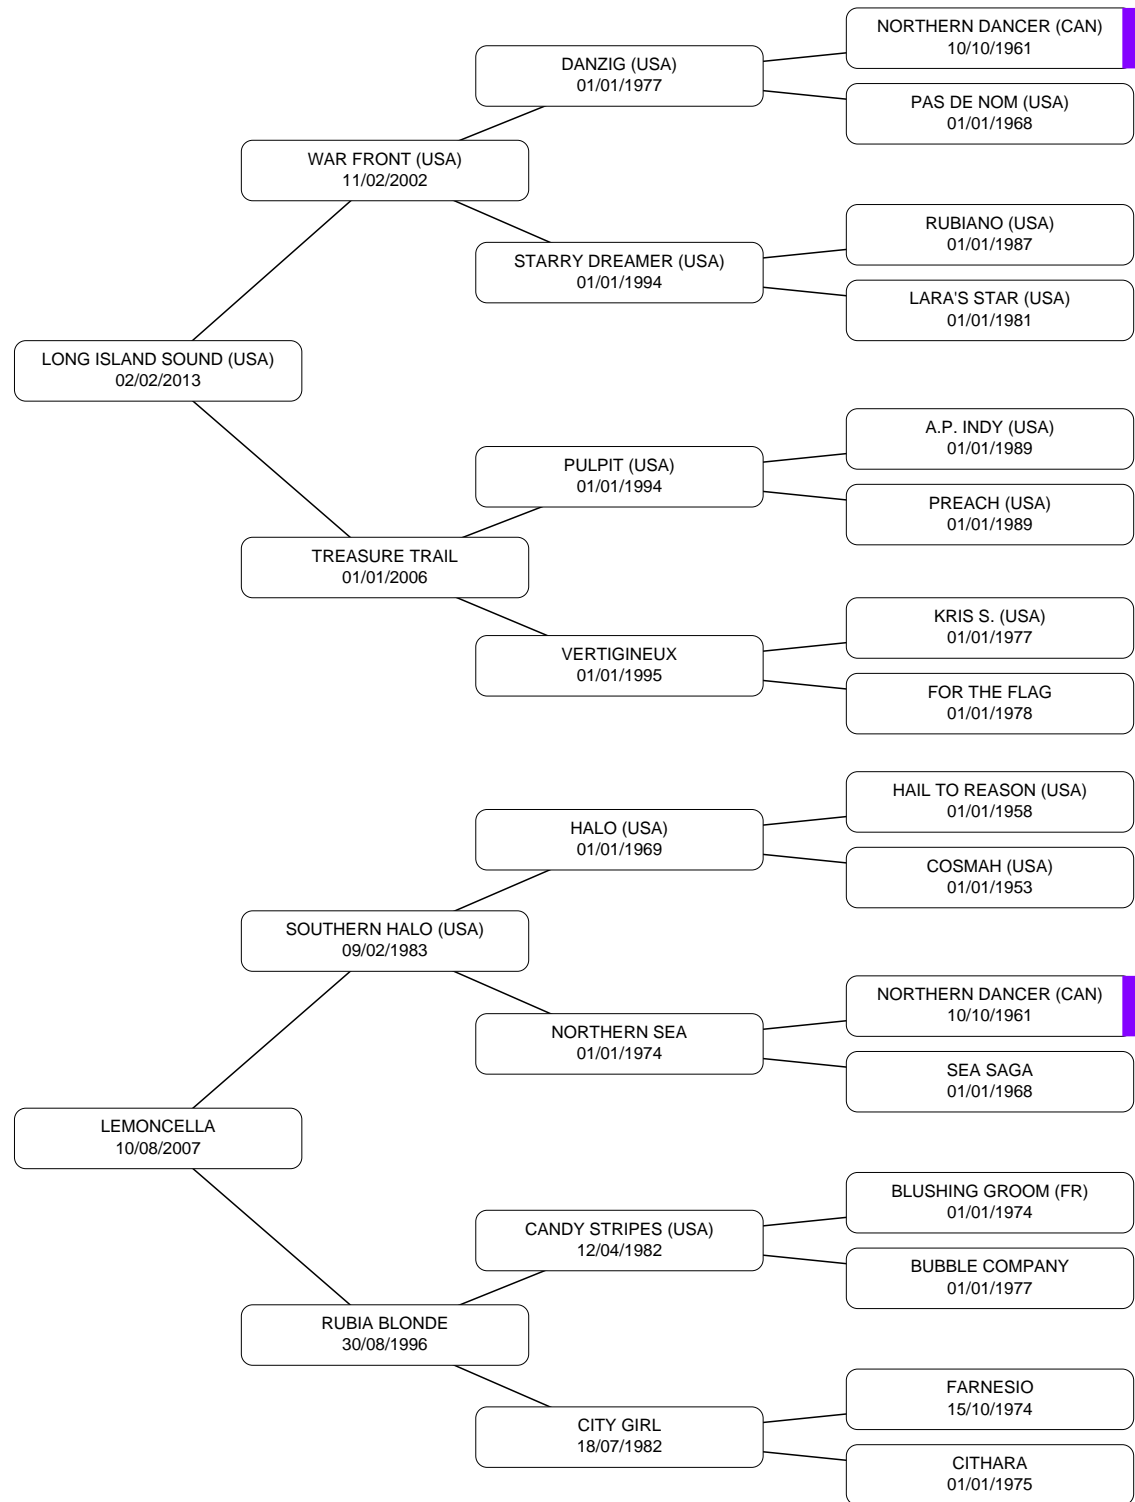 NORTHERN DANCER (CAN)
10/10/1961
DANZIG (USA)
01/01/1977
PAS DE NOM (USA)
01/01/1968
WAR FRONT (USA)
11/02/2002
RUBIANO (USA)
01/01/1987
STARRY DREAMER (USA)
01/01/1994
LARA'S STAR (USA)
01/01/1981
LONG ISLAND SOUND (USA)
02/02/2013
A.P. INDY (USA)
01/01/1989
PULPIT (USA)
01/01/1994
PREACH (USA)
01/01/1989
TREASURE TRAIL
01/01/2006
KRIS S. (USA)
01/01/1977
VERTIGINEUX
01/01/1995
FOR THE FLAG
01/01/1978
HAIL TO REASON (USA)
01/01/1958
HALO (USA)
01/01/1969
COSMAH (USA)
01/01/1953
SOUTHERN HALO (USA)
09/02/1983
NORTHERN DANCER (CAN)
10/10/1961
NORTHERN SEA
01/01/1974
SEA SAGA
01/01/1968
LEMONCELLA
10/08/2007
BLUSHING GROOM (FR)
01/01/1974
CANDY STRIPES (USA)
12/04/1982
BUBBLE COMPANY
01/01/1977
RUBIA BLONDE
30/08/1996
FARNESIO
15/10/1974
CITY GIRL
18/07/1982
CITHARA
01/01/1975